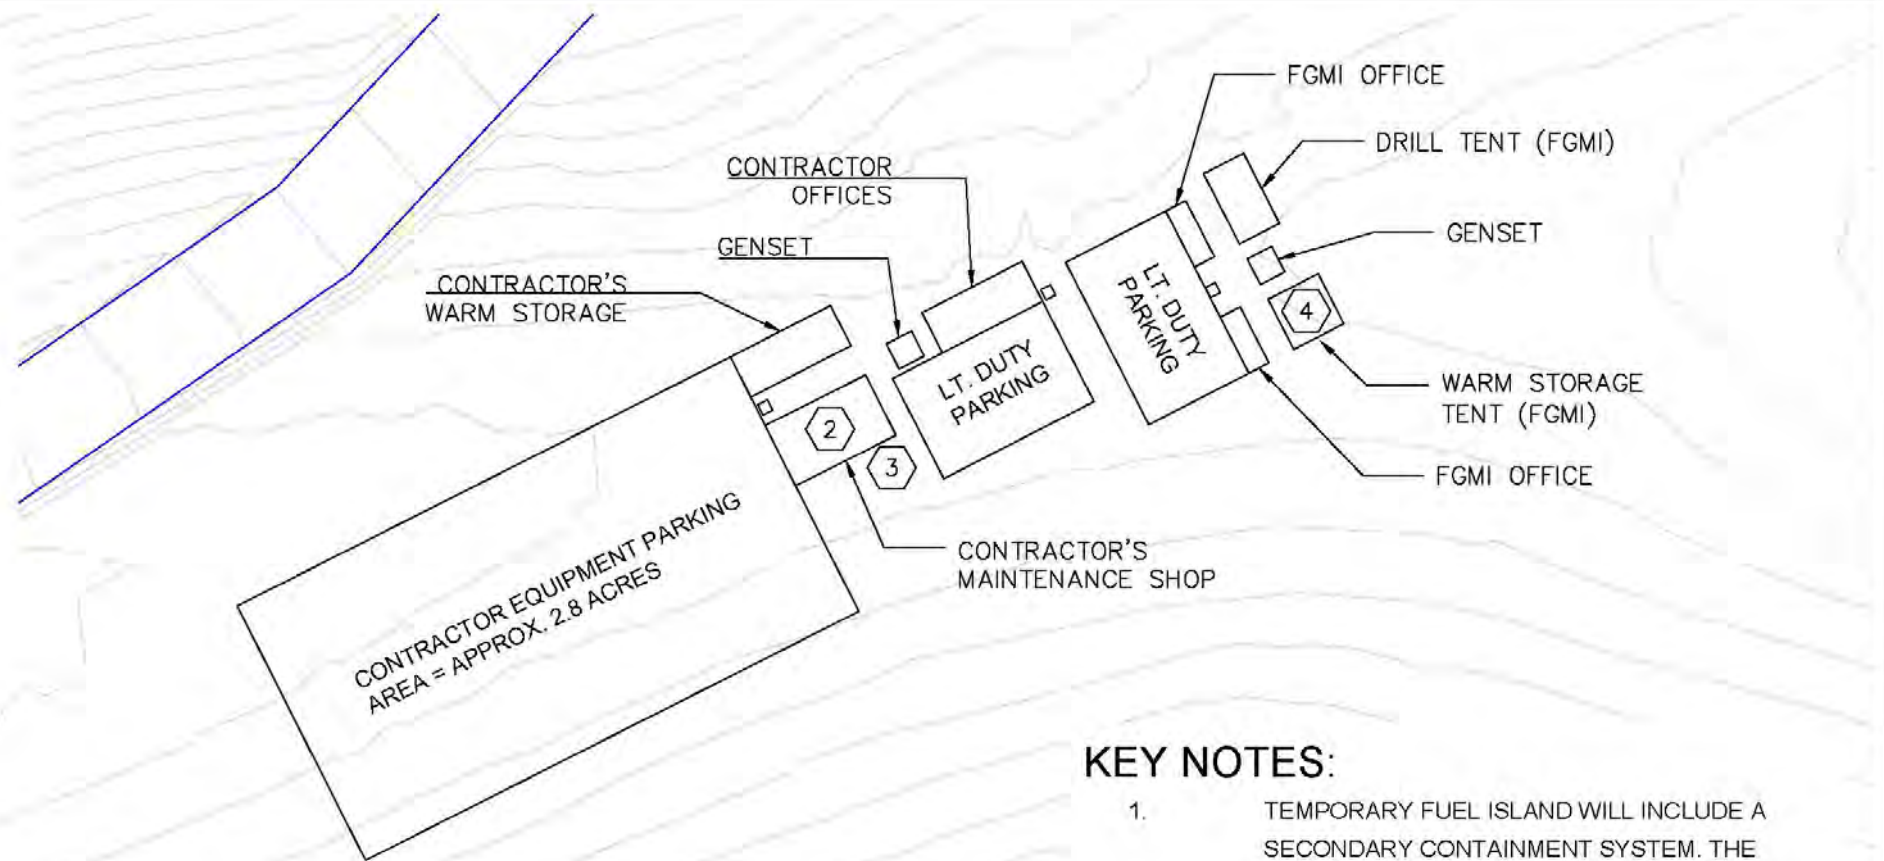 FGMI OFFICE
DRILL TENT (FGMI)
CONTRACTOR
OFFICES
GENSET
GENSET
CONTRACTOR'S
WARM STORAGE
LT. DUTY
PARKING
4
LT. DUTY
PARKING
WARM STORAGE
TENT (FGMI)
2
3
FGMI OFFICE
CONTRACTOR'S
MAINTENANCE SHOP
CONTRACTOR EQUIPMENT PARKING
AREA = APPROX. 2.8 ACRES
KEY NOTES:
1. TEMPORARY FUEL ISLAND WILL INCLUDE A
SECONDARY CONTAINMENT SYSTEM. THE